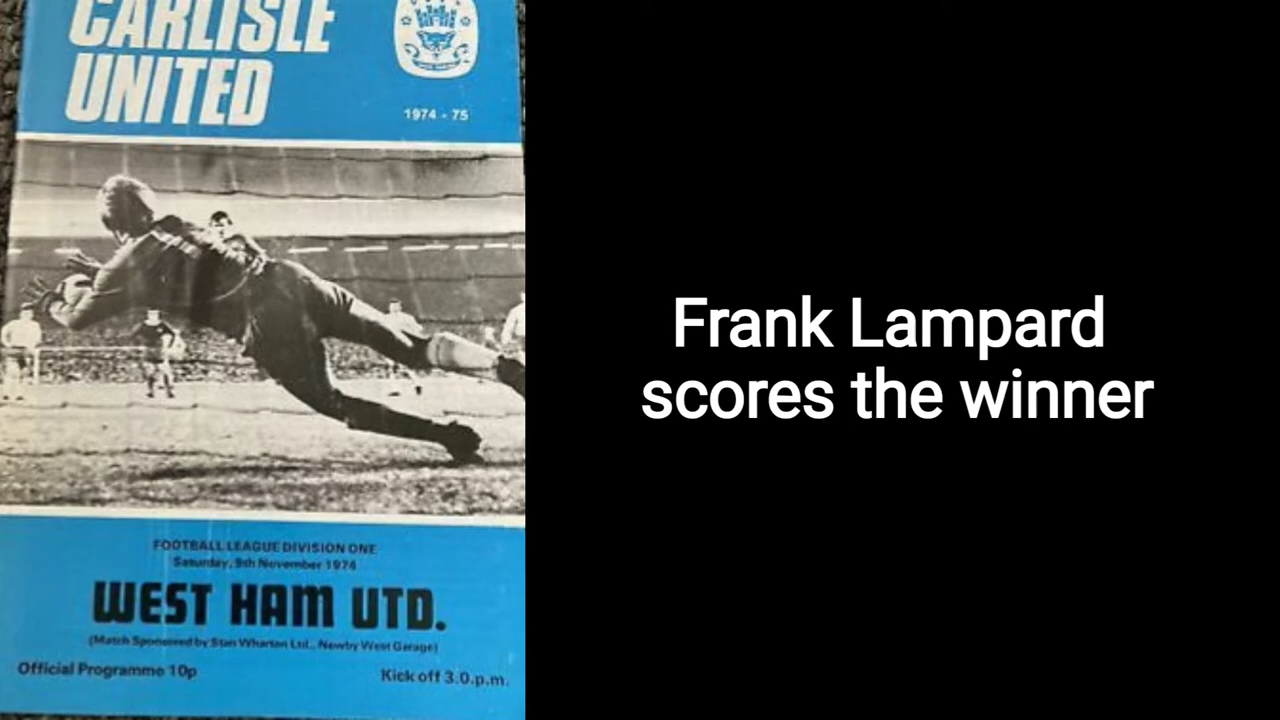 CARLISLE
UNITED
1974 - 75
FOOTBALL LEAGUE DIVISION ONE
Saturday, 9th November 1974
WEST HAM UTD.
(Match Sponsored by Stan Wharton Ltd., Newby West Garage)
Official Programme 10p
Kick off 3.0.p.m.
Frank Lampard
scores the winner